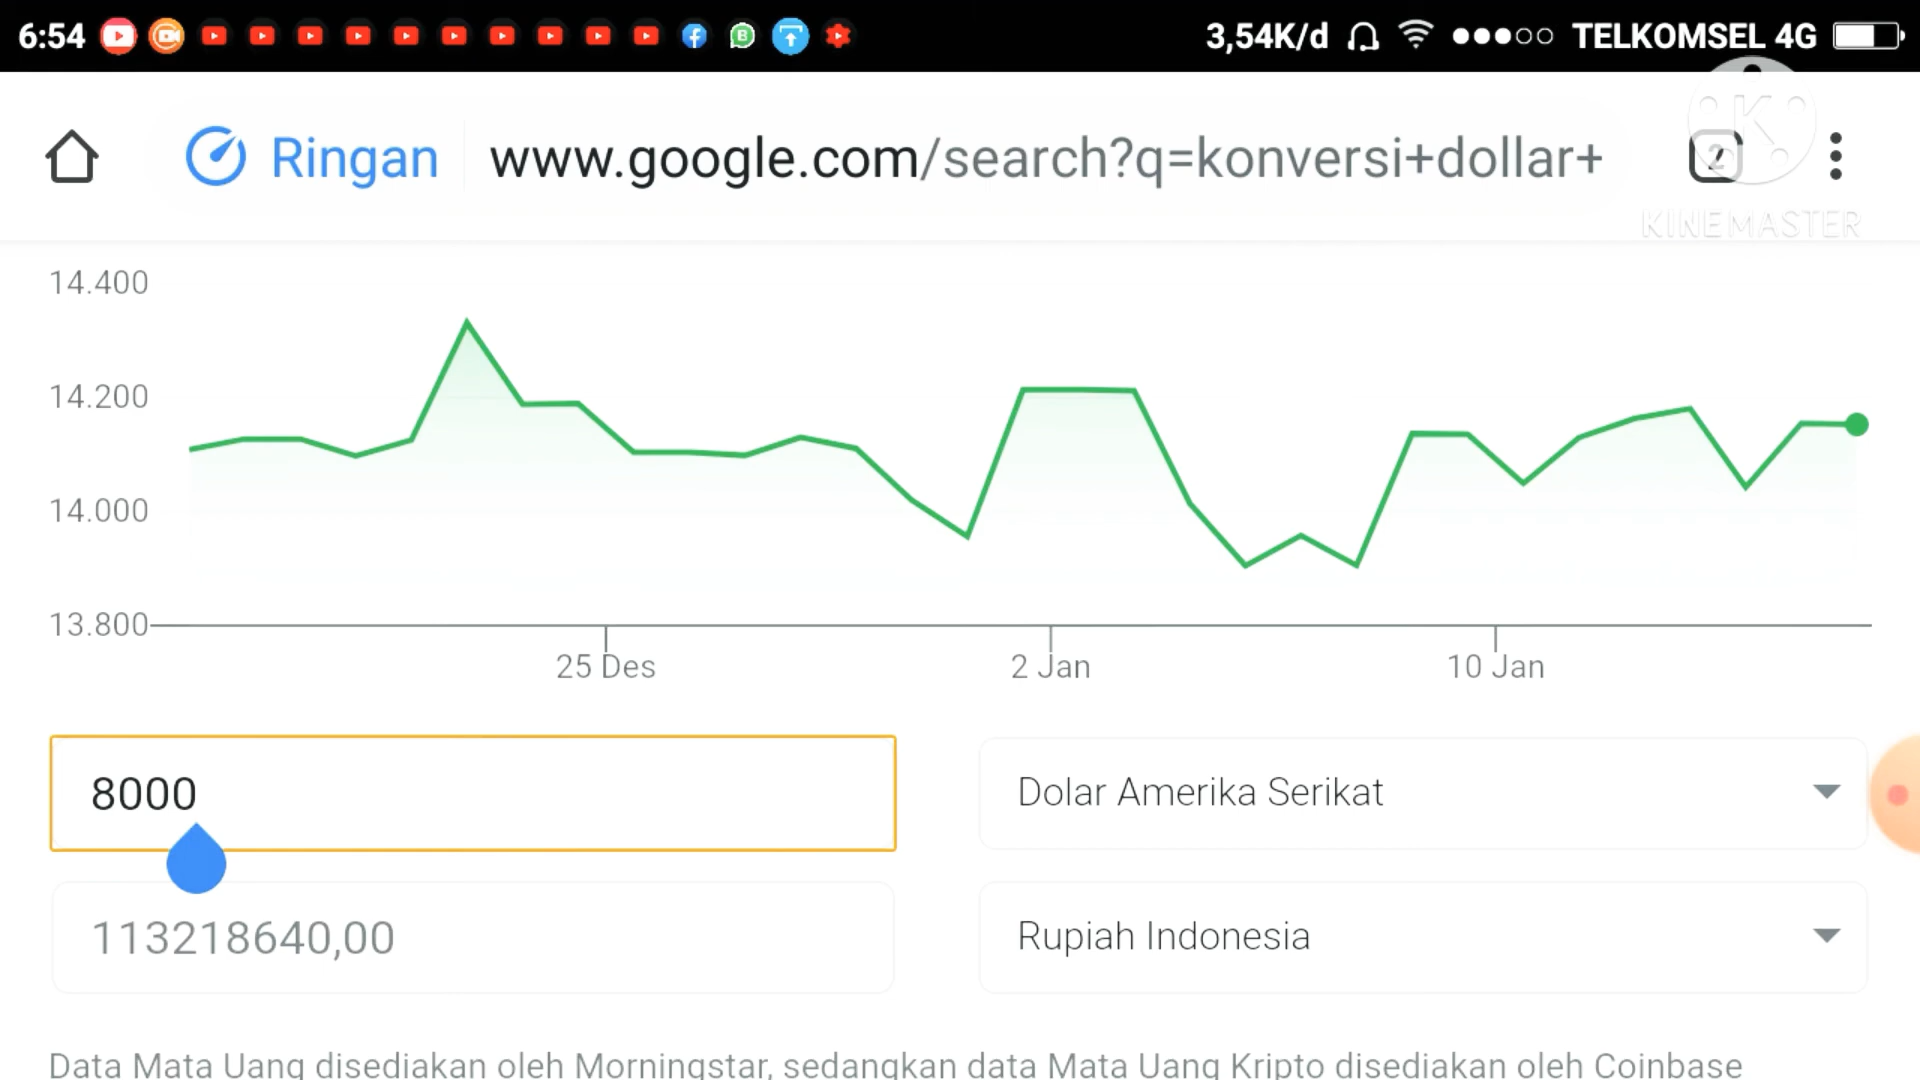 6:54 3,54K/d TELKOMSEL 4G
Ringan www.google.com/search?q=konversi+dollar+ 2
KINEMASTER
14.400
14.200
14.000
13.800
25 Des 2 Jan 10 Jan
8000 Dolar Amerika Serikat
113218640,00 Rupiah Indonesia
Data Mata Uang disediakan oleh Morningstar, sedangkan data Mata Uang Kripto disediakan oleh Coinbase